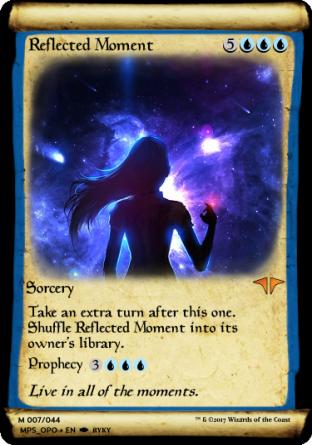 Reflected Moment 5
Sorcery
Take an extra turn after this one.
Shuffle Reflected Moment into its
owner's library.
Prophecy 3
Live in all of the moments.
M 007/044
MPS_OPO • EN BYKY
™ & ©2017 Wizards of the Coast